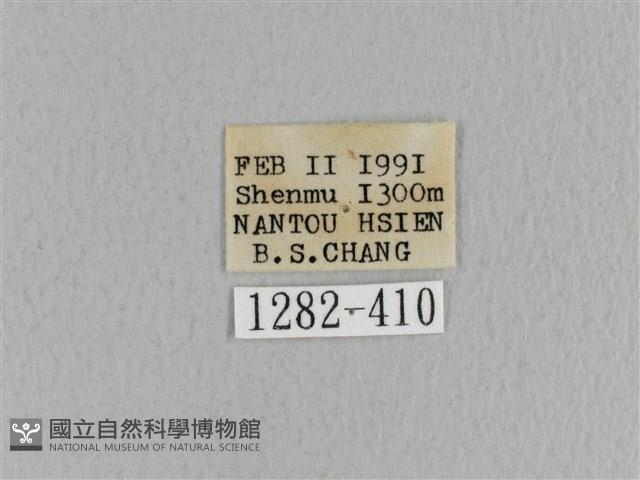 FEB II I99I
Shenmu I300m
NANTOU HSIEN
B.S.CHANG
1282-410
國立自然科學博物館
NATIONAL MUSEUM OF NATURAL SCIENCE